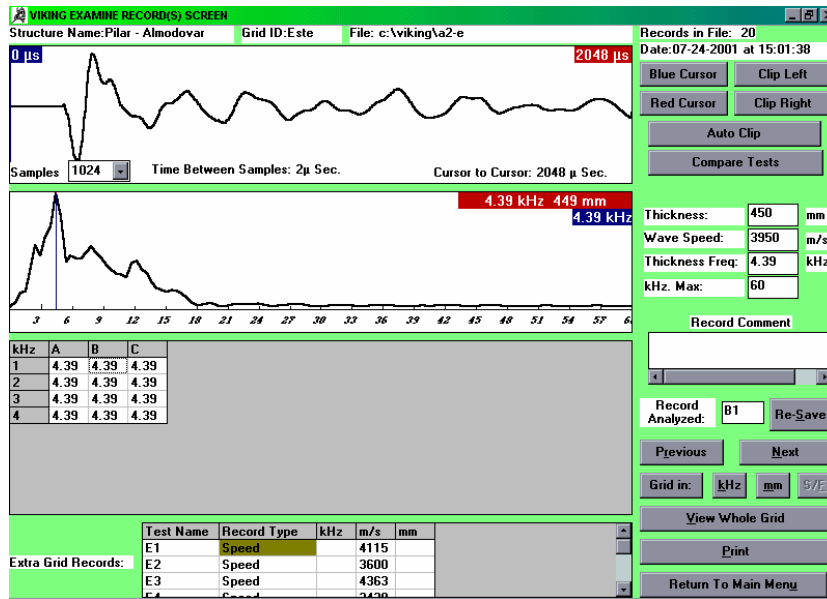 VIKING EXAMINE RECORD(S) SCREEN
Structure Name:Pilar - Almodovar Grid ID:Este File: c:\viking\a2-e Records in File: 20
Date:07-24-2001 at 15:01:38
0 µs 2048 µs
Blue Cursor Clip Left
Red Cursor Clip Right
Auto Clip
Compare Tests
Samples 1024 Time Between Samples: 2µ Sec. Cursor to Cursor: 2048 µ Sec.
4.39 kHz 449 mm
4.39 kHz
Thickness: 450 mm
Wave Speed: 3950 m/s
Thickness Freq: 4.39 kHz
kHz. Max: 60
3 6 9 12 15 18 21 24 27 30 33 36 39 42 45 48 51 54 57
Record Comment
kHz A B C
1 4.39 4.39 4.39
2 4.39 4.39 4.39
3 4.39 4.39 4.39
4 4.39 4.39 4.39
Record Analyzed: B1 Re-Save
Previous Next
Grid in: kHz mm S/F
View Whole Grid
Print
Return To Main Menu
Extra Grid Records:
Test Name Record Type kHz m/s mm
E1 Speed 4115
E2 Speed 3600
E3 Speed 4363